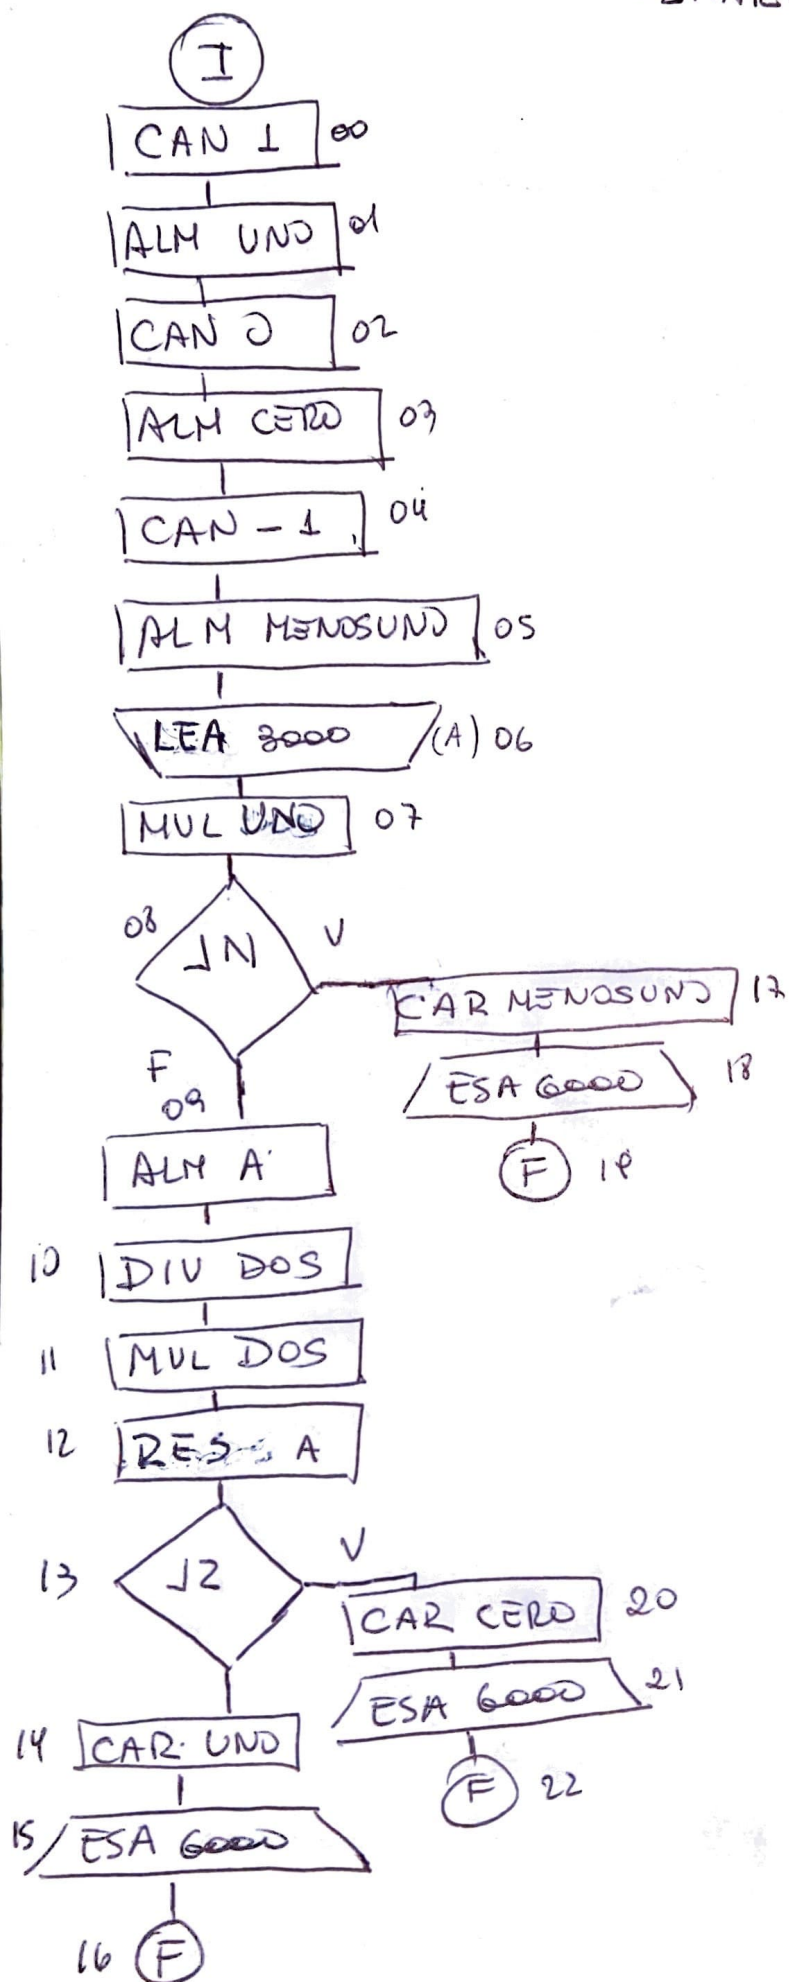 I
CAN 1 00
ALM UNO 01
CAN 0 02
ALM CERO 03
CAN -1 04
ALM MENOSUNO 05
LEA 3000 (A) 06
MUL UNO 07
08 JN V
CAR MENOSUNO 17
ESA 6000 18
F 19
F
09
ALM A
10 DIV DOS
11 MUL DOS
12 RES A
13 JZ V
CAR CERO 20
ESA 6000 21
F 22
14 CAR UNO
15 ESA 6000
16 F